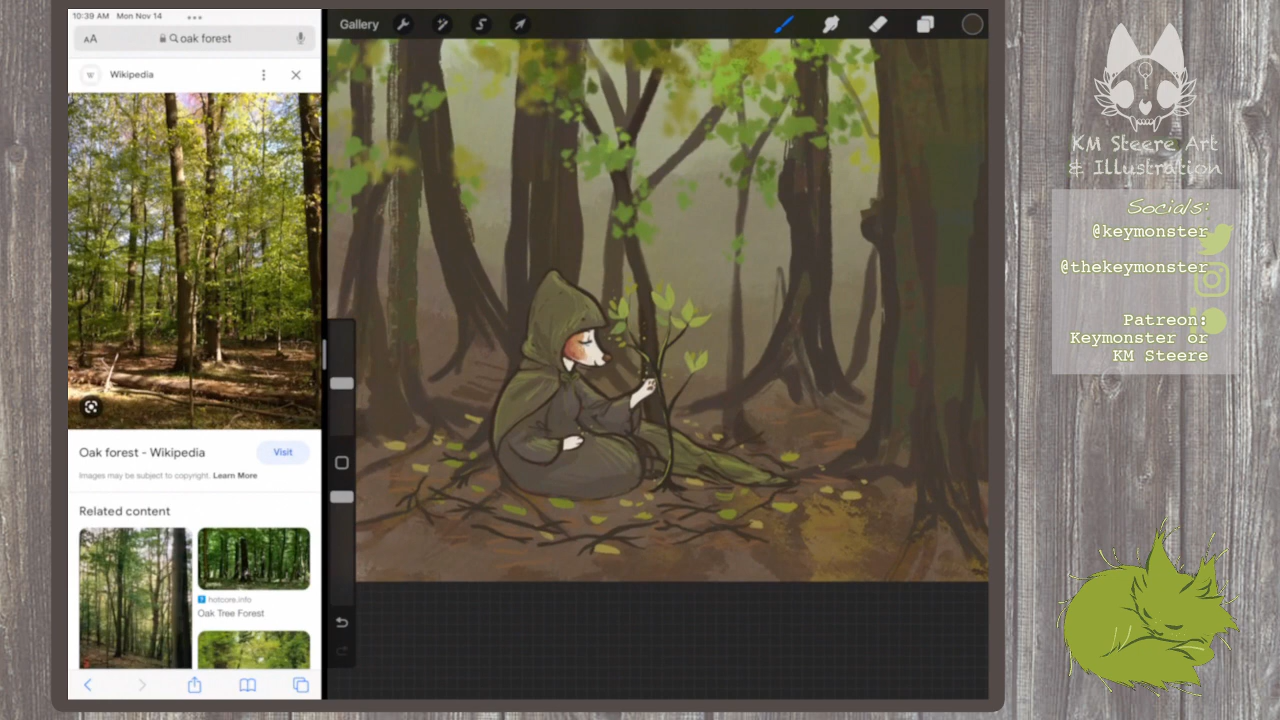 10:39 AM Mon Nov 14
AA
oak forest
W
Wikipedia
Oak forest - Wikipedia
Visit
Images may be subject to copyright. Learn More
Related content
hotcore.info
Oak Tree Forest
Gallery
KM Steere Art
& Illustration
Socials:
@keymonster
@thekeymonster
Patreon:
Keymonster or
KM Steere